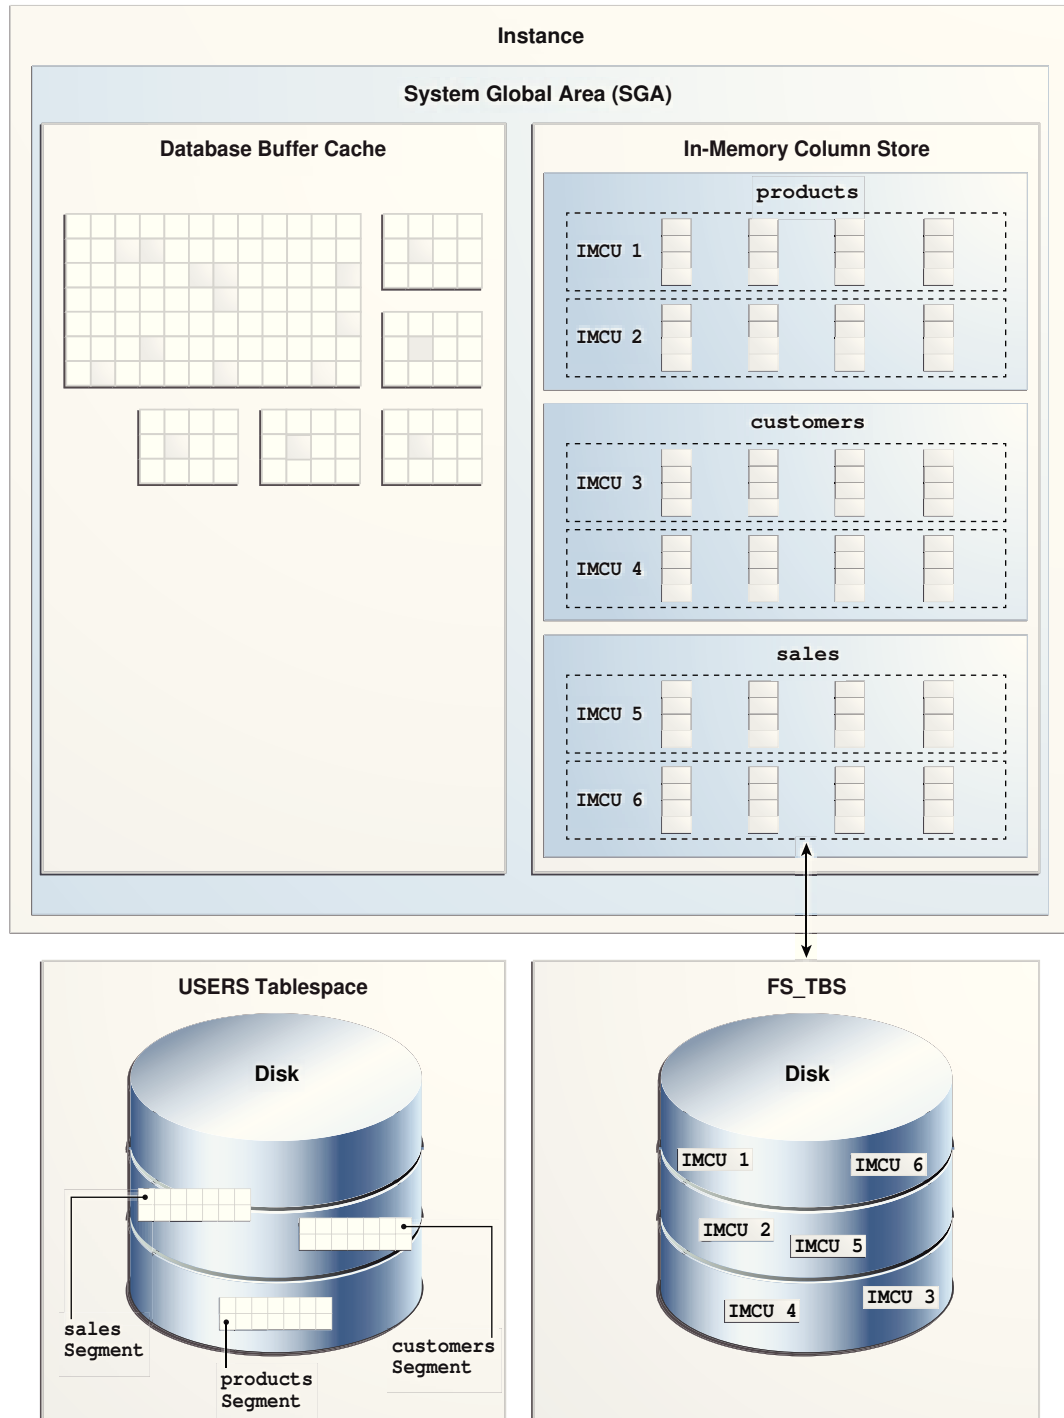 Instance
System Global Area (SGA)
Database Buffer Cache
In-Memory Column Store
products
IMCU 1
IMCU 2
customers
IMCU 3
IMCU 4
sales
IMCU 5
IMCU 6
USERS Tablespace
Disk
sales
Segment
products
Segment
customers
Segment
FS_TBS
Disk
IMCU 1
IMCU 6
IMCU 2
IMCU 5
IMCU 3
IMCU 4